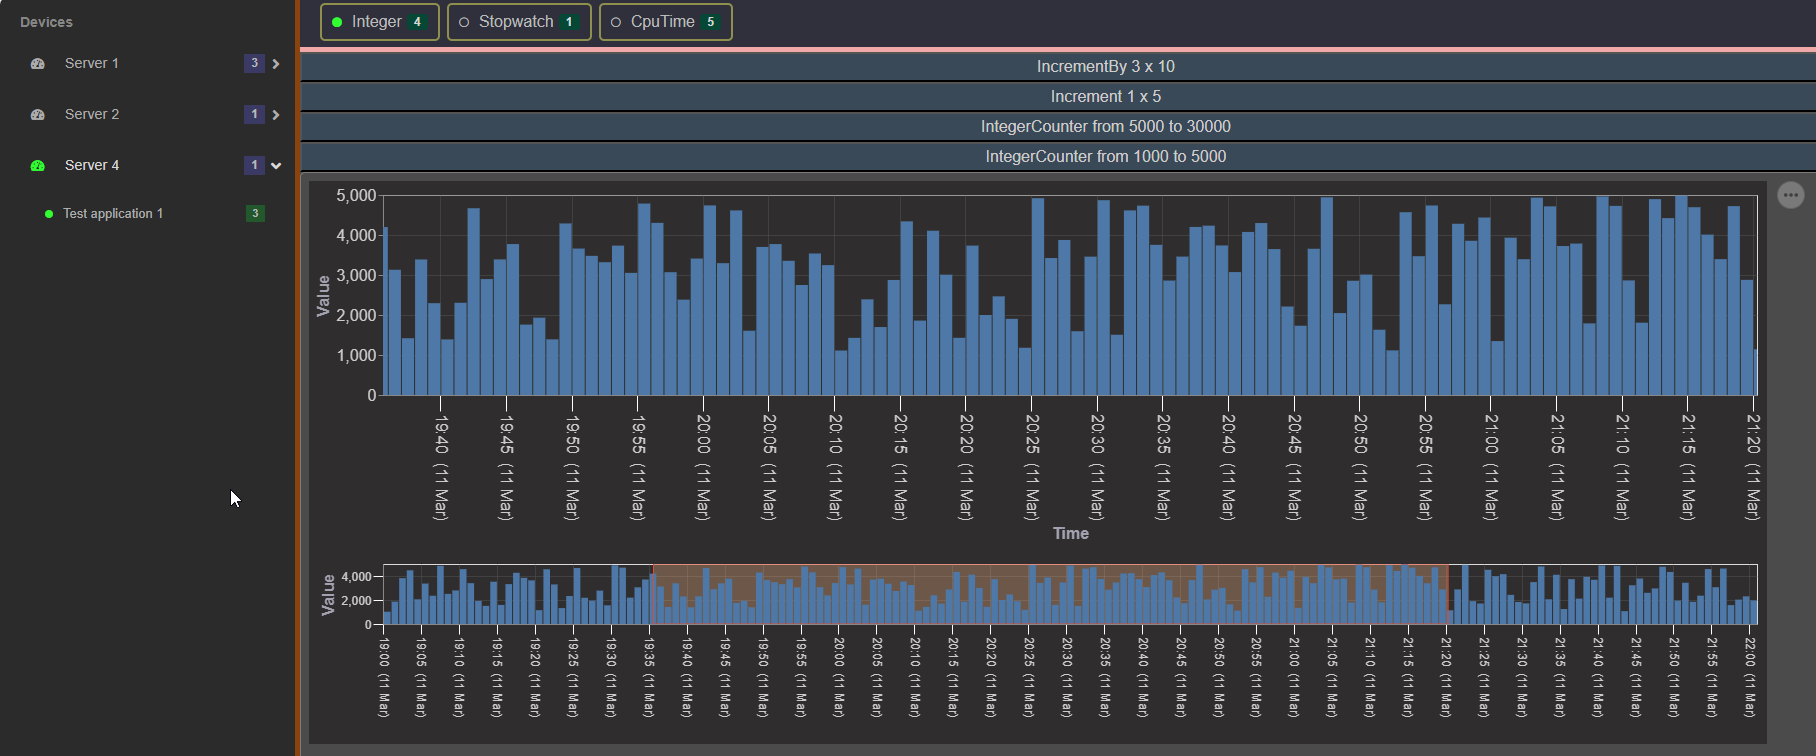 Devices
Server 1 3
Server 2 1
Server 4 1
Test application 1 3
Integer 4 Stopwatch 1 CpuTime 5
IncrementBy 3 x 10
Increment 1 x 5
IntegerCounter from 5000 to 30000
IntegerCounter from 1000 to 5000
Value
5,000
4,000
3,000
2,000
1,000
0
19:40 (11 Mar)
19:45 (11 Mar)
19:50 (11 Mar)
19:55 (11 Mar)
20:00 (11 Mar)
20:05 (11 Mar)
20:10 (11 Mar)
20:15 (11 Mar)
20:20 (11 Mar)
20:25 (11 Mar)
20:30 (11 Mar)
20:35 (11 Mar)
20:40 (11 Mar)
20:45 (11 Mar)
20:50 (11 Mar)
20:55 (11 Mar)
21:00 (11 Mar)
21:05 (11 Mar)
21:10 (11 Mar)
21:15 (11 Mar)
21:20 (11 Mar)
Time
Value
4,000
2,000
0
19:00 (11 Mar)
19:05 (11 Mar)
19:10 (11 Mar)
19:15 (11 Mar)
19:20 (11 Mar)
19:25 (11 Mar)
19:30 (11 Mar)
19:35 (11 Mar)
19:40 (11 Mar)
19:45 (11 Mar)
19:50 (11 Mar)
19:55 (11 Mar)
20:00 (11 Mar)
20:05 (11 Mar)
20:10 (11 Mar)
20:15 (11 Mar)
20:20 (11 Mar)
20:25 (11 Mar)
20:30 (11 Mar)
20:35 (11 Mar)
20:40 (11 Mar)
20:45 (11 Mar)
20:50 (11 Mar)
20:55 (11 Mar)
21:00 (11 Mar)
21:05 (11 Mar)
21:10 (11 Mar)
21:15 (11 Mar)
21:20 (11 Mar)
21:25 (11 Mar)
21:30 (11 Mar)
21:35 (11 Mar)
21:40 (11 Mar)
21:45 (11 Mar)
21:50 (11 Mar)
21:55 (11 Mar)
22:00 (11 Mar)